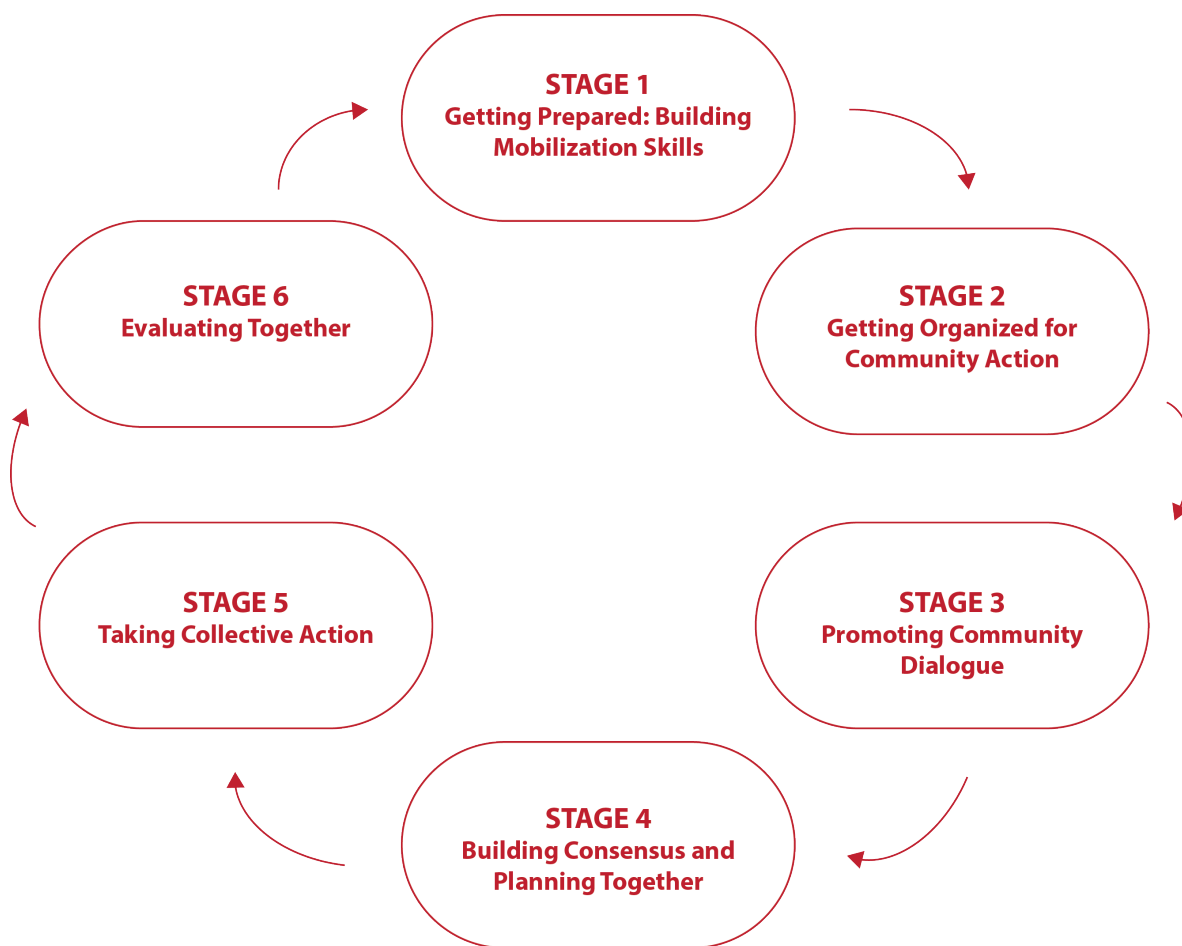 STAGE 1
Getting Prepared: Building
Mobilization Skills
STAGE 2
Getting Organized for
Community Action
STAGE 3
Promoting Community
Dialogue
STAGE 4
Building Consensus and
Planning Together
STAGE 5
Taking Collective Action
STAGE 6
Evaluating Together